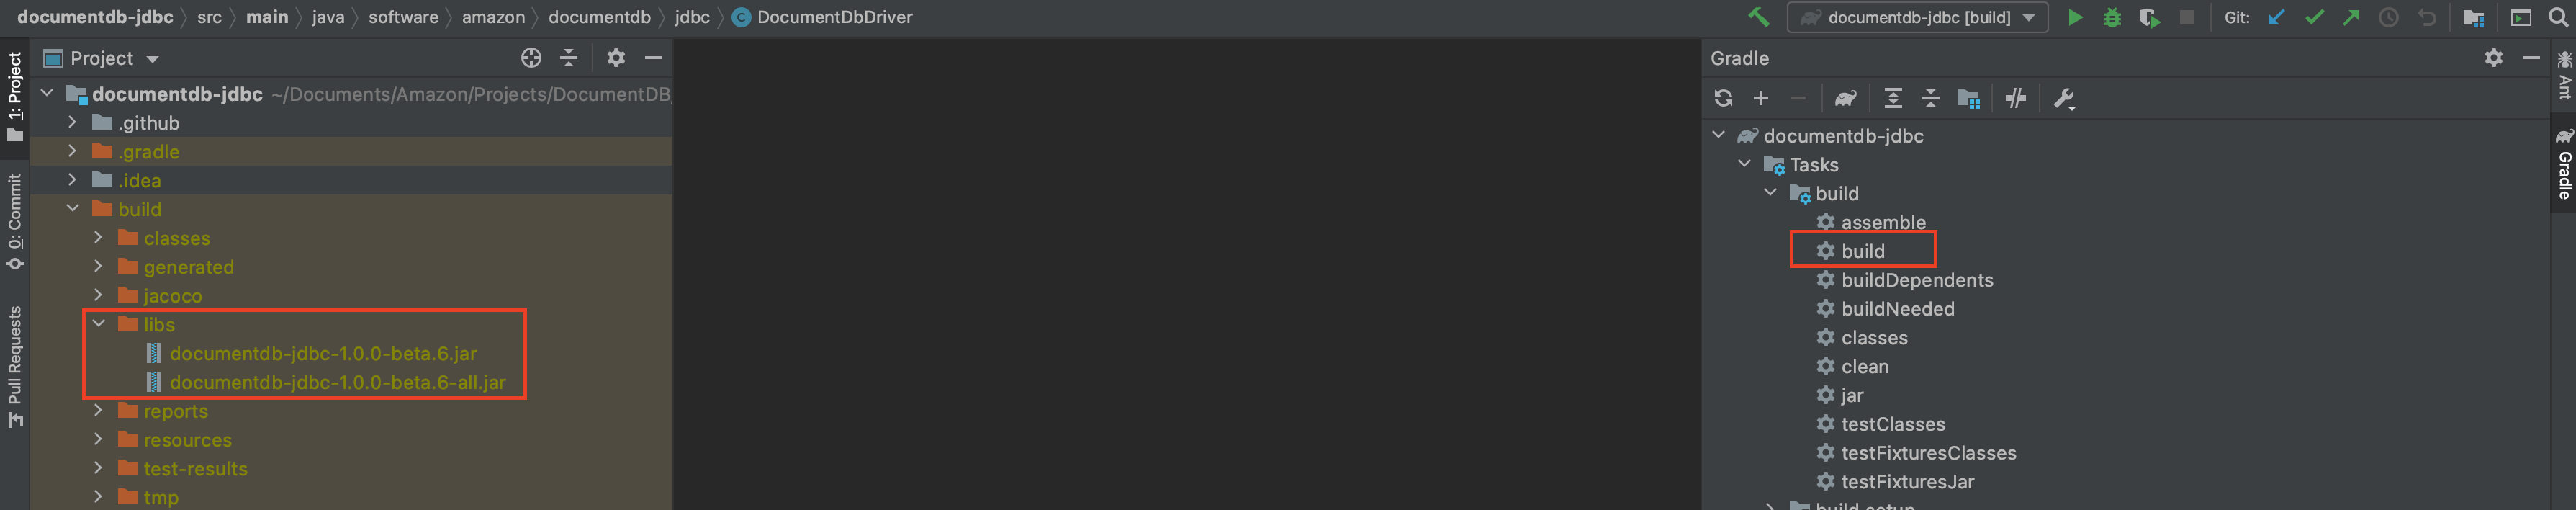 documentdb-jdbc src main java software amazon documentdb jdbc DocumentDbDriver
documentdb-jdbc [build]
Git:
1: Project
0: Commit
Pull Requests
Project
documentdb-jdbc ~/Documents/Amazon/Projects/DocumentDB/
.github
.gradle
.idea
build
classes
generated
jacoco
libs
documentdb-jdbc-1.0.0-beta.6.jar
documentdb-jdbc-1.0.0-beta.6-all.jar
reports
resources
test-results
tmp
Gradle
documentdb-jdbc
Tasks
build
assemble
build
buildDependents
buildNeeded
classes
clean
jar
testClasses
testFixturesClasses
testFixturesJar
build setup
Ant
Gradle